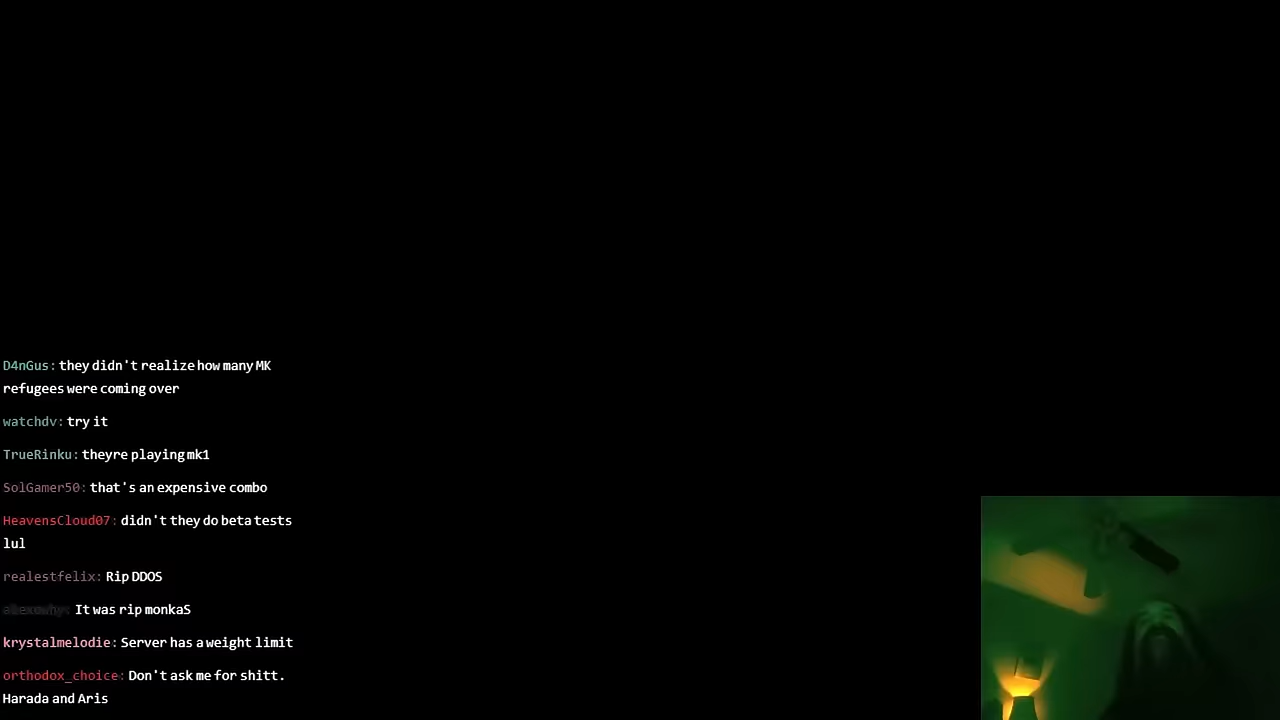 D4nGus: they didn't realize how many MK
refugees were coming over
watchdv: try it
TrueRinku: theyre playing mk1
SolGamer50: that's an expensive combo
HeavensCloud07: didn't they do beta tests
lul
realestfelix: Rip DDOS
It was rip monkaS
krystalmelodie: Server has a weight limit
orthodox_choice: Don't ask me for shitt.
Harada and Aris